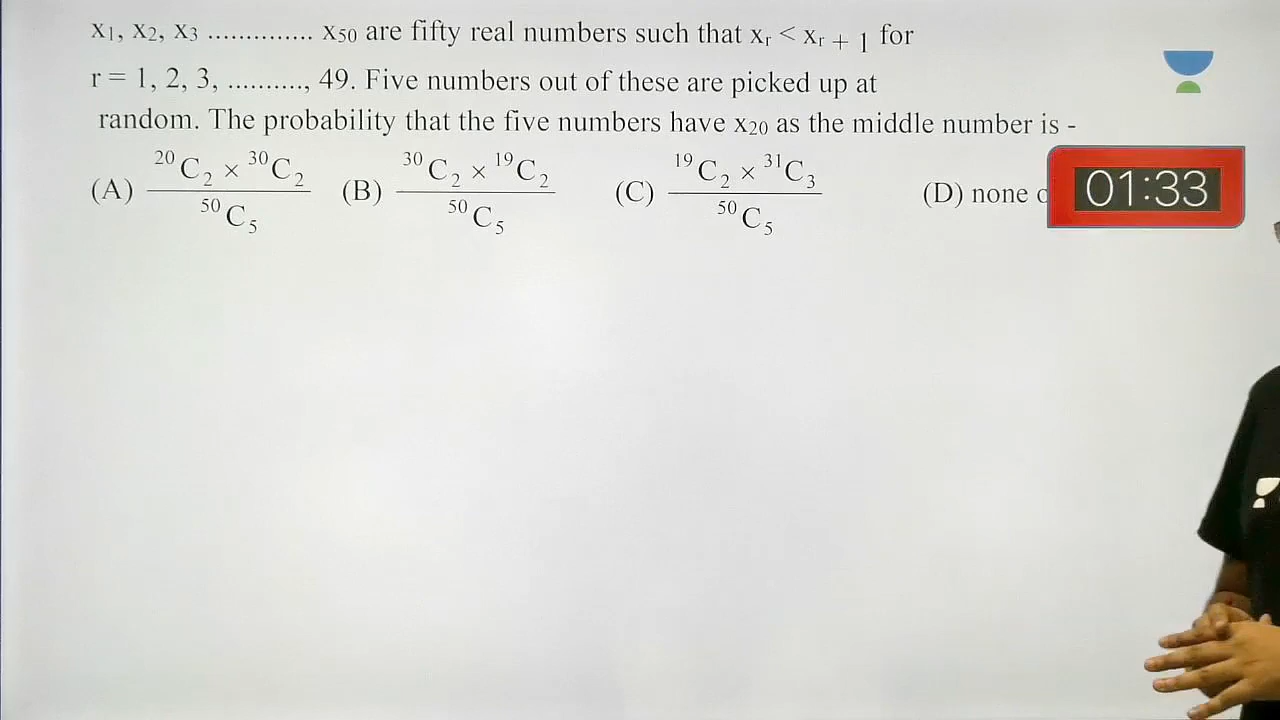 x₁, x₂, x₃ .............. x₅₀ are fifty real numbers such that xᵣ < xᵣ ₊ ₁ for
r = 1, 2, 3, .........., 49. Five numbers out of these are picked up at
random. The probability that the five numbers have x₂₀ as the middle number is -
(A) ²⁰C₂ × ³⁰C₂ / ⁵⁰C₅ (B) ³⁰C₂ × ¹⁹C₂ / ⁵⁰C₅ (C) ¹⁹C₂ × ³¹C₃ / ⁵⁰C₅ (D) none
01:33